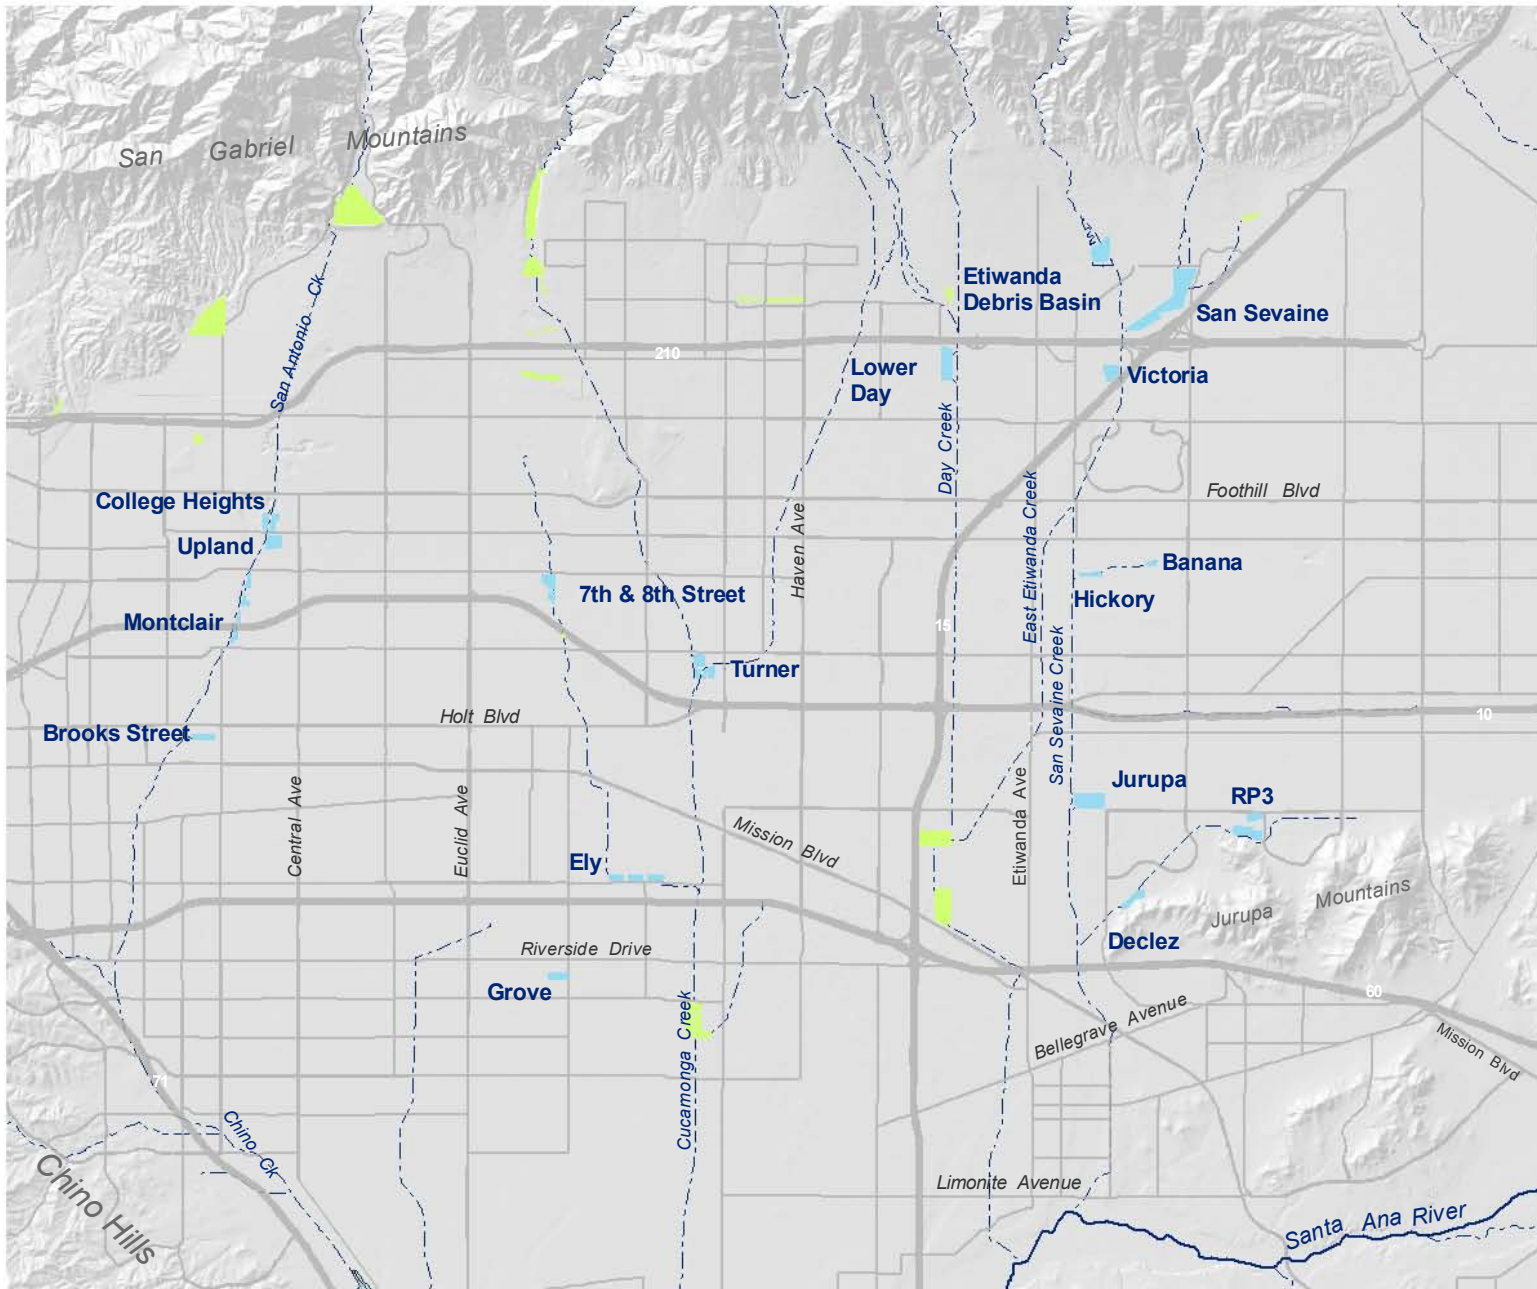 San Gabriel Mountains
San Antonio Ck
Etiwanda
Debris Basin
San Sevaine
210
Lower
Day
Victoria
Day Creek
College Heights
Foothill Blvd
Upland
Haven Ave
East Etiwanda Creek
Banana
7th & 8th Street
Hickory
Montclair
15
Turner
San Sevaine Creek
Holt Blvd
10
Brooks Street
Jurupa
RP3
Central Ave
Euclid Ave
Mission Blvd
Etiwanda Ave
Ely
Jurupa Mountains
Declez
Riverside Drive
Grove
60
Cucamonga Creek
Bellegrave Avenue
Mission Blvd
71
Chino Ck
Chino Hills
Limonite Avenue
Santa Ana River